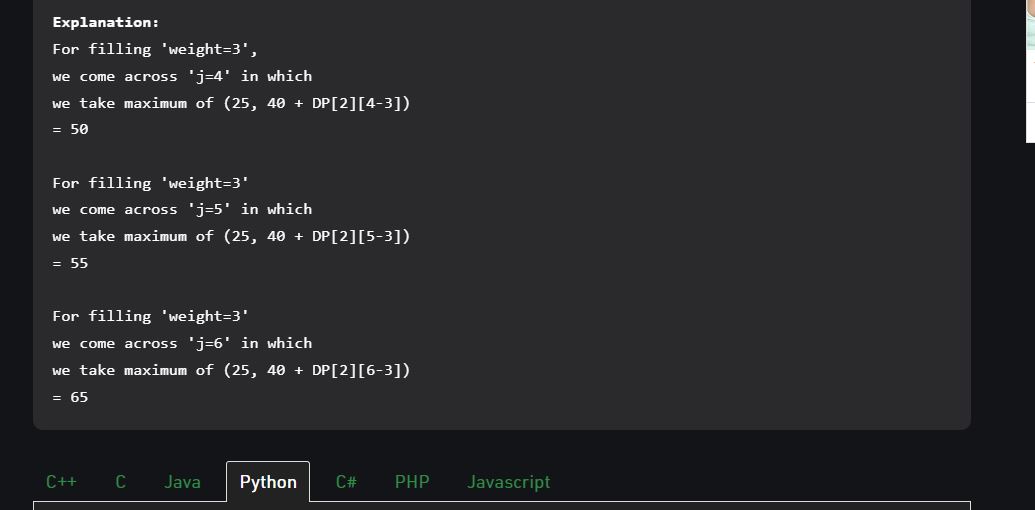 Explanation:
For filling 'weight=3',
we come across 'j=4' in which
we take maximum of (25, 40 + DP[2][4-3])
= 50
For filling 'weight=3'
we come across 'j=5' in which
we take maximum of (25, 40 + DP[2][5-3])
= 55
For filling 'weight=3'
we come across 'j=6' in which
we take maximum of (25, 40 + DP[2][6-3])
= 65
C++ C Java Python C# PHP Javascript